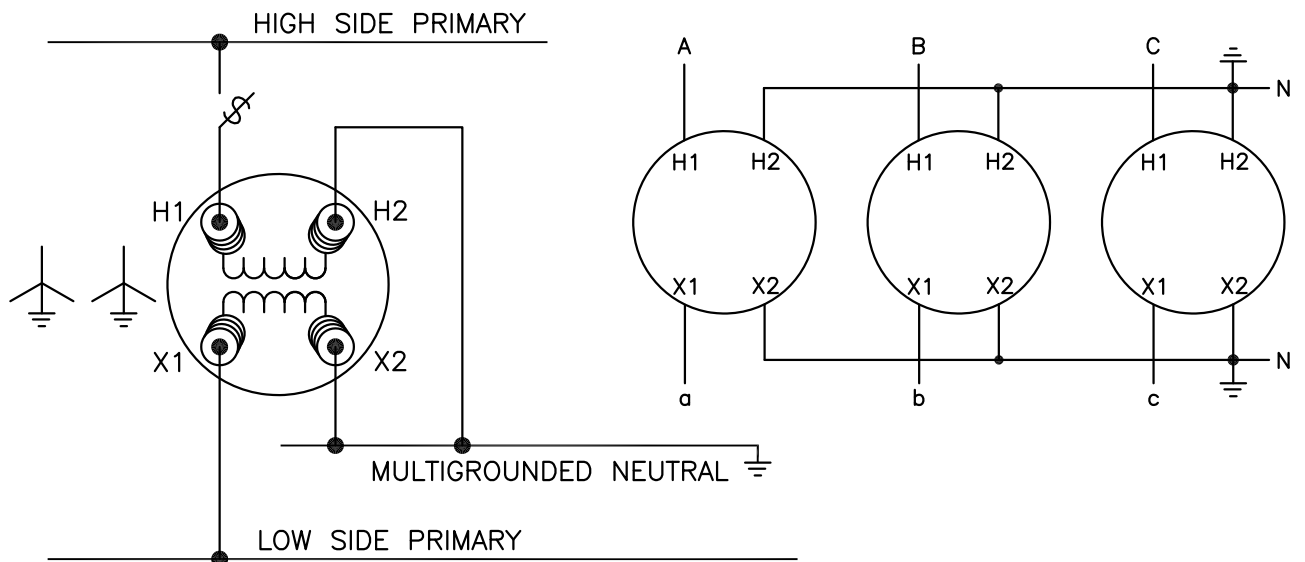 HIGH SIDE PRIMARY
A B C
N
H1 H2 H1 H2 H1 H2
H1 H2
X1 X2 X1 X2 X1 X2
X1 X2
N
a b c
MULTIGROUNDED NEUTRAL
LOW SIDE PRIMARY